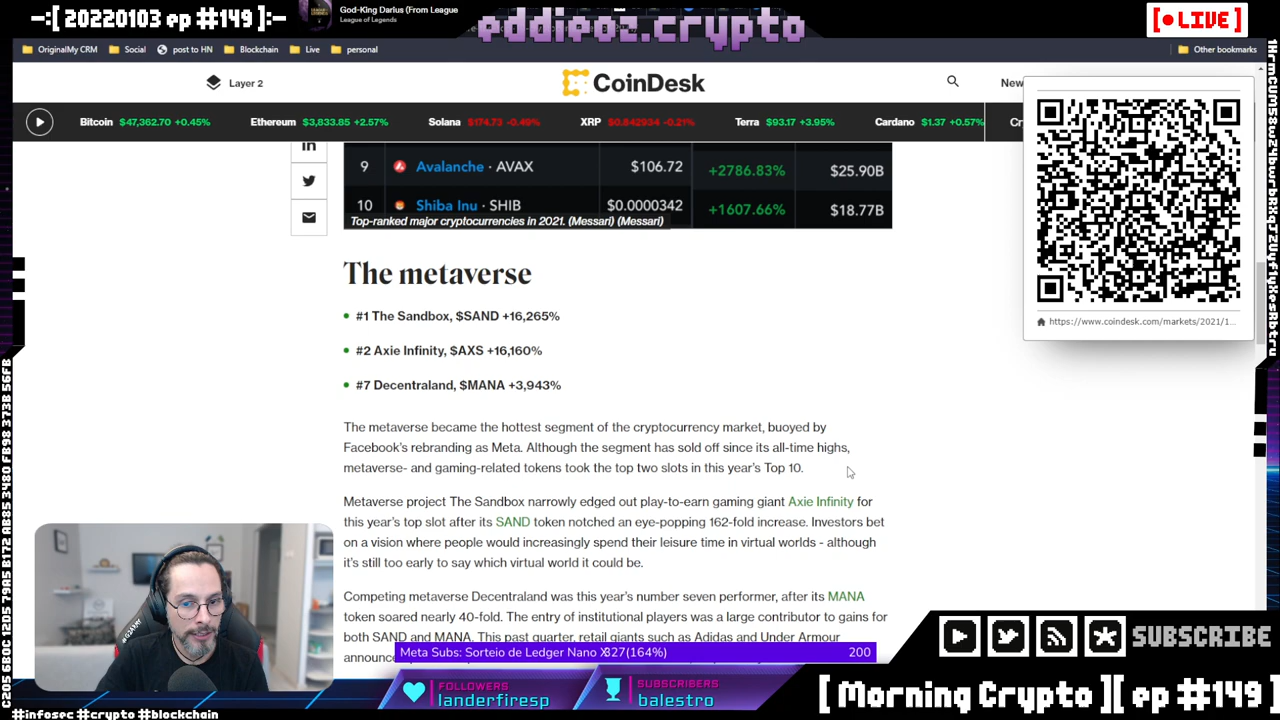 -:[ 20220103 ep #149]:-
God-King Darius (From League
League of Legends
eddieoz.crypto
[●LIVE]
OriginalMy CRM
Social
post to HN
Blockchain
Live
personal
Other bookmarks
Layer 2
CoinDesk
New
Bitcoin $47,362.70 +0.45%
Ethereum $3,833.85 +2.57%
Solana $174.73 -0.49%
XRP $0.842934 -0.21%
Terra $93.17 +3.95%
Cardano $1.37 +0.57%
Cr
9 Avalanche · AVAX $106.72 +2786.83% $25.90B
10 Shiba Inu · SHIB $0.0000342 +1607.66% $18.77B
Top-ranked major cryptocurrencies in 2021. (Messari) (Messari)
https://www.coindesk.com/markets/2021/1...
The metaverse
#1 The Sandbox, $SAND +16,265%
#2 Axie Infinity, $AXS +16,160%
#7 Decentraland, $MANA +3,943%
The metaverse became the hottest segment of the cryptocurrency market, buoyed by
Facebook's rebranding as Meta. Although the segment has sold off since its all-time highs,
metaverse- and gaming-related tokens took the top two slots in this year's Top 10.
Metaverse project The Sandbox narrowly edged out play-to-earn gaming giant Axie Infinity for
this year's top slot after its SAND token notched an eye-popping 162-fold increase. Investors bet
on a vision where people would increasingly spend their leisure time in virtual worlds - although
it's still too early to say which virtual world it could be.
Competing metaverse Decentraland was this year's number seven performer, after its MANA
token soared nearly 40-fold. The entry of institutional players was a large contributor to gains for
both SAND and MANA. This past quarter, retail giants such as Adidas and Under Armour
Meta Subs: Sorteio de Ledger Nano X
327(164%)
200
FOLLOWERS
landerfiresp
SUBSCRIBERS
balestro
SUBSCRIBE
[Morning Crypto][ep #149]
#infosec #crypto #blockchain